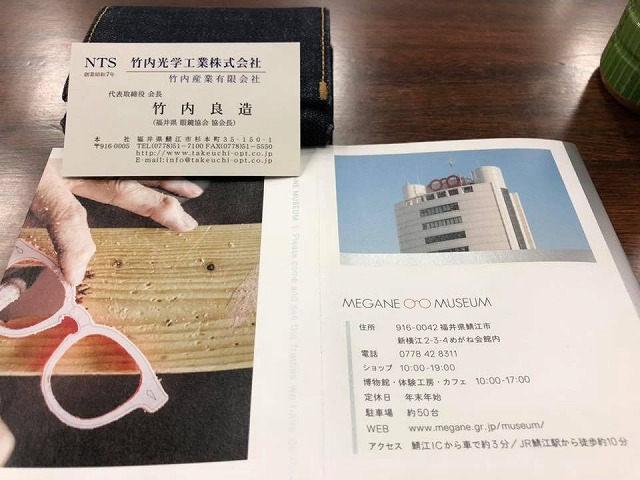 NTS 竹内光学工業株式会社
創業昭和7年 竹内産業有限会社
代表取締役 会長
竹内良造
(福井県 眼鏡協会 協会長)
本 社 福井県鯖江市杉本町35-150-1
〒916-0005 TEL(0778)51-7100 FAX(0778)51-5550
http://www.takeuchi-opt.co.jp
E-mail:info@takeuchi-opt.co.jp
MEGANE MUSEUM
住所 916-0042 福井県鯖江市
新横江2-3-4めがね会館内
電話 0778 42 8311
ショップ 10:00-19:00
博物館・体験工房・カフェ 10:00-17:00
定休日 年末年始
駐車場 約50台
WEB www.megane.gr.jp/museum/
アクセス 鯖江ICから車で約3分/JR鯖江駅から徒歩約10分